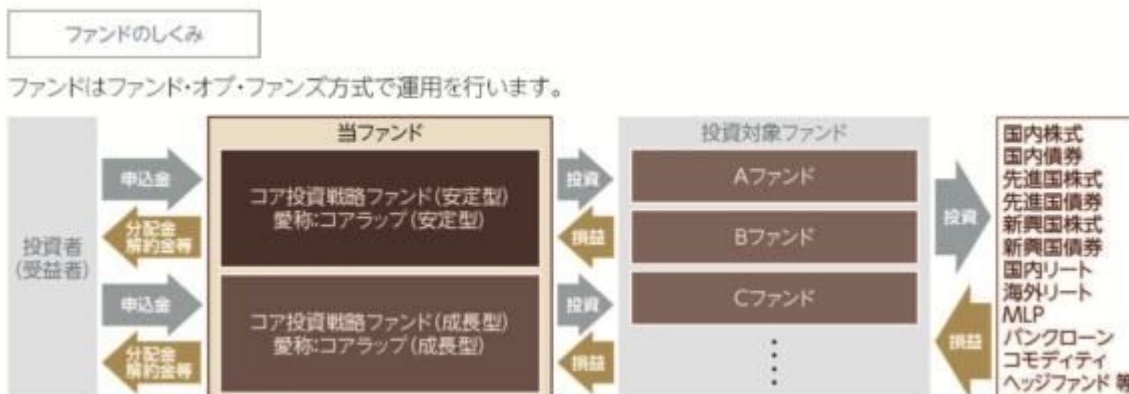 ファンドのしくみ
ファンドはファンド・オブ・ファンズ方式で運用を行います。
投資者
(受益者)
申込金
分配金
解約金等
申込金
分配金
解約金等
当ファンド
コア投資戦略ファンド(安定型)
愛称:コアラップ(安定型)
コア投資戦略ファンド(成長型)
愛称:コアラップ(成長型)
投資
損益
投資
損益
投資対象ファンド
Aファンド
Bファンド
Cファンド
投資
損益
国内株式
国内債券
先進国株式
先進国債券
新興国株式
新興国債券
国内リート
海外リート
MLP
バンクローン
コモディティ
ヘッジファンド 等